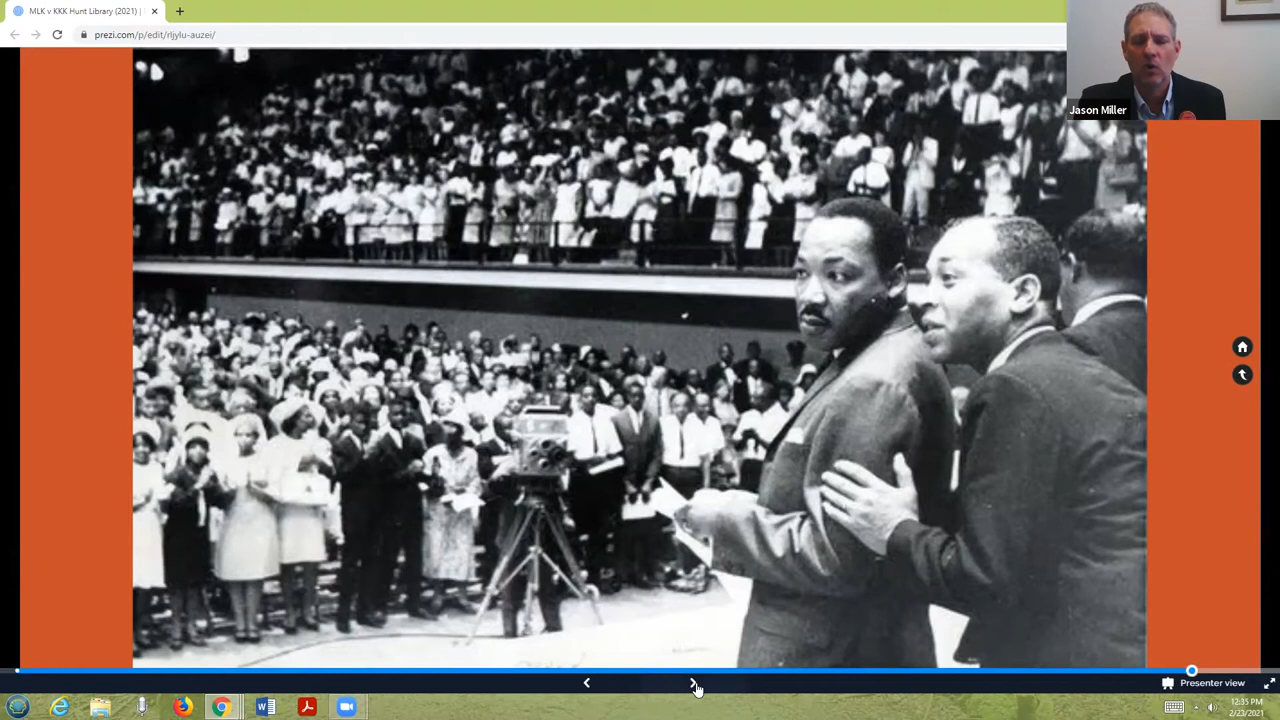 MLK v KKK Hunt Library (2021) |
prezi.com/p/edit/rljylu-auzei/
Jason Miller
Presenter view
12:35 PM
2/23/2021